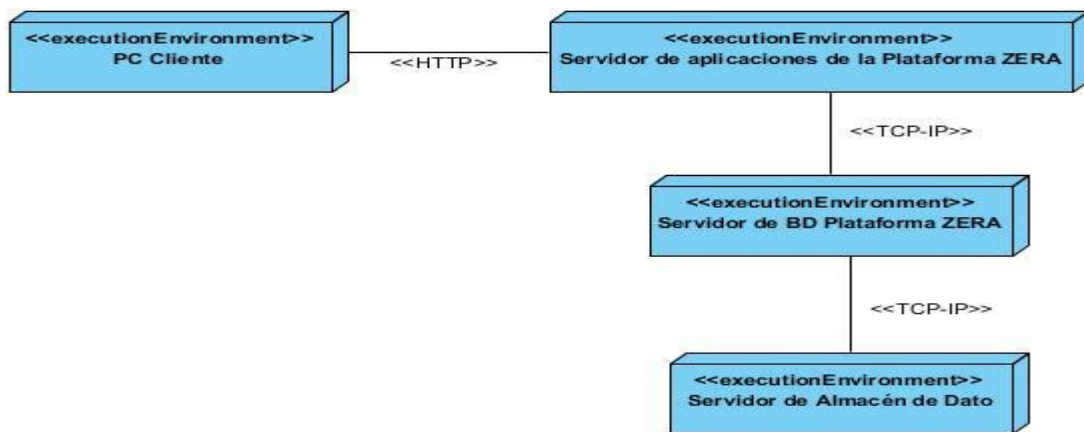 <<executionEnvironment>>
PC Cliente
<<HTTP>>
<<executionEnvironment>>
Servidor de aplicaciones de la Plataforma ZERA
<<TCP-IP>>
<<executionEnvironment>>
Servidor de BD Plataforma ZERA
<<TCP-IP>>
<<executionEnvironment>>
Servidor de Almacén de Dato